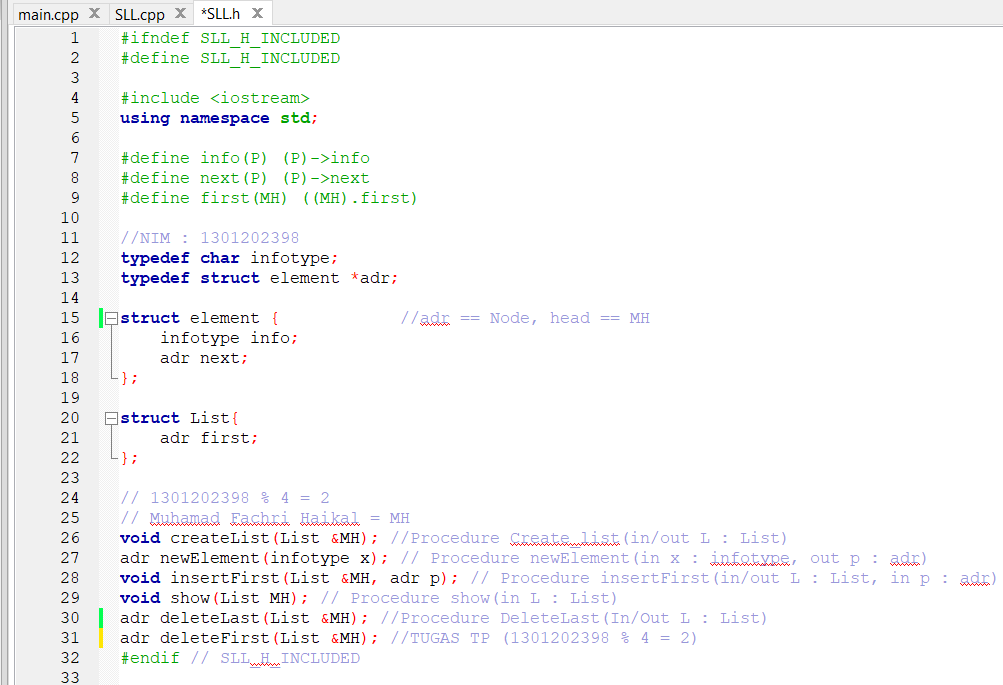 main.cpp X SLL.cpp X *SLL.h X
1 #ifndef SLL_H_INCLUDED
2 #define SLL_H_INCLUDED
3
4 #include <iostream>
5 using namespace std;
6
7 #define info(P) (P)->info
8 #define next(P) (P)->next
9 #define first(MH) ((MH).first)
10
11 //NIM : 1301202398
12 typedef char infotype;
13 typedef struct element *adr;
14
15 struct element { //adr == Node, head == MH
16 infotype info;
17 adr next;
18 };
19
20 struct List{
21 adr first;
22 };
23
24 // 1301202398 % 4 = 2
25 // Muhamad Fachri Haikal = MH
26 void createList(List &MH); //Procedure Create_list(in/out L : List)
27 adr newElement(infotype x); // Procedure newElement(in x : infotype, out p : adr)
28 void insertFirst(List &MH, adr p); // Procedure insertFirst(in/out L : List, in p : adr)
29 void show(List MH); // Procedure show(in L : List)
30 adr deleteLast(List &MH); //Procedure DeleteLast(In/Out L : List)
31 adr deleteFirst(List &MH); //TUGAS TP (1301202398 % 4 = 2)
32 #endif // SLL_H_INCLUDED
33